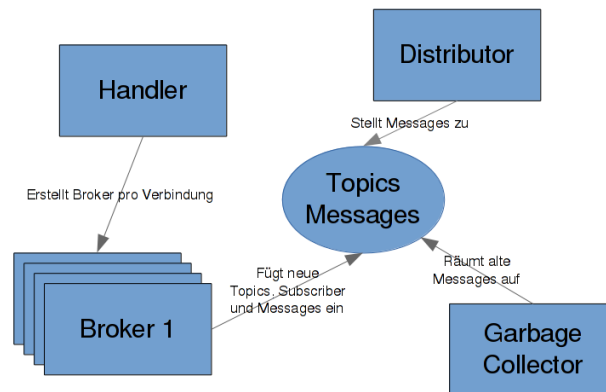 Distributor
Handler
Stellt Messages zu
Topics
Messages
Erstellt Broker pro Verbindung
Fügt neue
Topics, Subscriber
und Messages ein
Räumt alte
Messages auf
Broker 1
Garbage
Collector